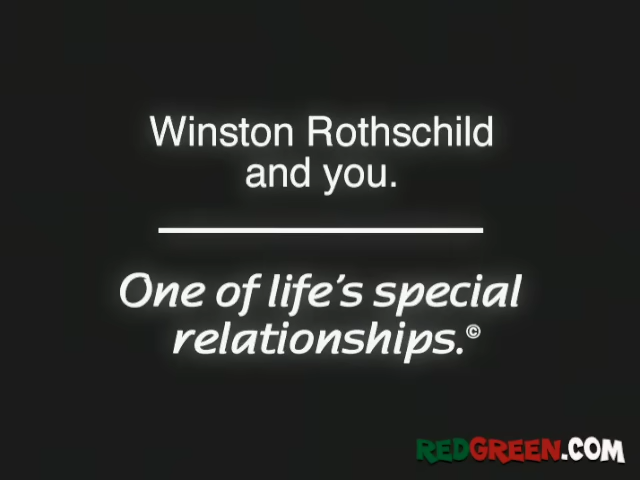 Winston Rothschild
and you.
One of life's special
relationships.©
REDGREEN.COM